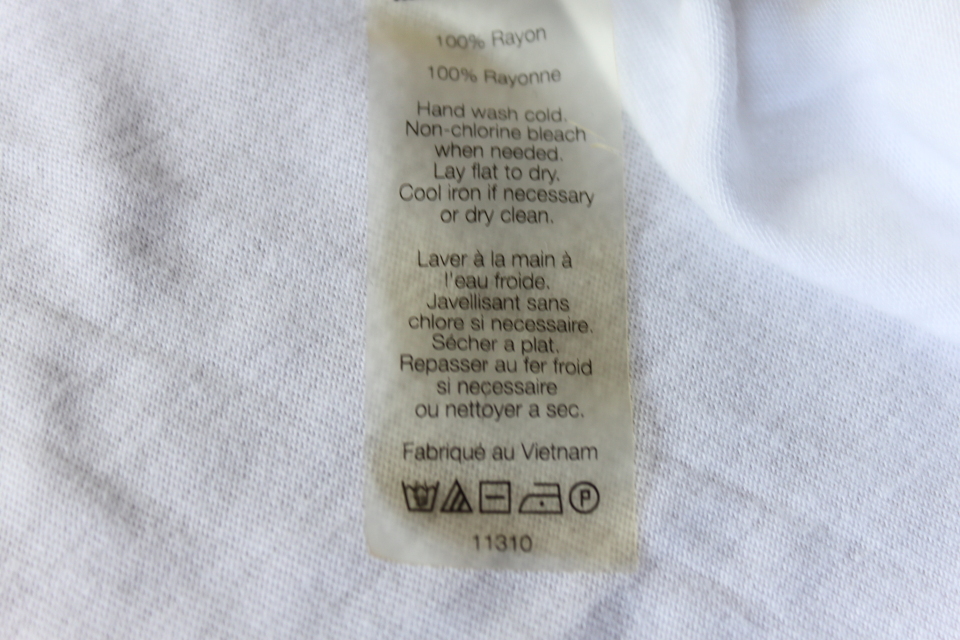 100% Rayon
100% Rayonne
Hand wash cold.
Non-chlorine bleach
when needed.
Lay flat to dry.
Cool iron if necessary
or dry clean.
Laver à la main à
l'eau froide.
Javellisant sans
chlore si necessaire.
Sécher a plat.
Repasser au fer froid
si necessaire
ou nettoyer a sec.
Fabriqué au Vietnam
P
11310